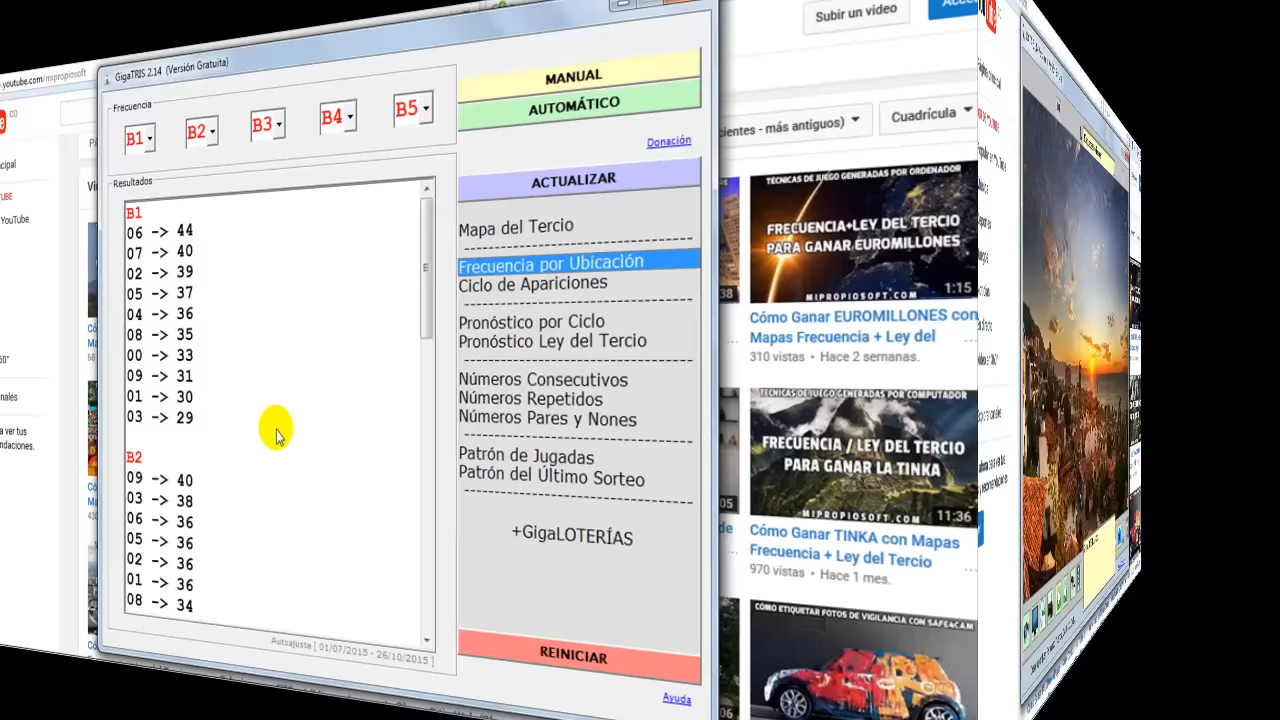 youtube.com/mipropiosoft
CO
YouTube
GigaTRIS 2.14 (Versión Gratuita)
Frecuencia
B1 B2 B3 B4 B5
Resultados
B1
06 -> 44
07 -> 40
02 -> 39
05 -> 37
04 -> 36
08 -> 35
00 -> 33
09 -> 31
01 -> 30
03 -> 29
B2
09 -> 40
03 -> 38
06 -> 36
05 -> 36
02 -> 36
01 -> 36
08 -> 34
Autoajuste [ 01/07/2015 - 26/10/2015 ]
MANUAL
AUTOMÁTICO
Donación
ACTUALIZAR
Mapa del Tercio
Frecuencia por Ubicación
Ciclo de Apariciones
Pronóstico por Ciclo
Pronóstico Ley del Tercio
Números Consecutivos
Números Repetidos
Números Pares y Nones
Patrón de Jugadas
Patrón del Último Sorteo
+GigaLOTERÍAS
REINICIAR
Ayuda
Subir un video
más antiguos)
Cuadrícula
TÉCNICAS DE JUEGO GENERADAS POR ORDENADOR
FRECUENCIA+LEY DEL TERCIO
PARA GANAR EUROMILLONES
MIPROPIOSOFT.COM
1:15
Cómo Ganar EUROMILLONES con
Mapas Frecuencia + Ley del
310 vistas • Hace 2 semanas.
TÉCNICAS DE JUEGO GENERADAS POR COMPUTADOR
FRECUENCIA / LEY DEL TERCIO
PARA GANAR LA TINKA
MIPROPIOSOFT.COM
11:36
Cómo Ganar TINKA con Mapas
Frecuencia + Ley del Tercio
970 vistas • Hace 1 mes.
CÓMO ETIQUETAR FOTOS DE VIGILANCIA CON SAFE4CAM